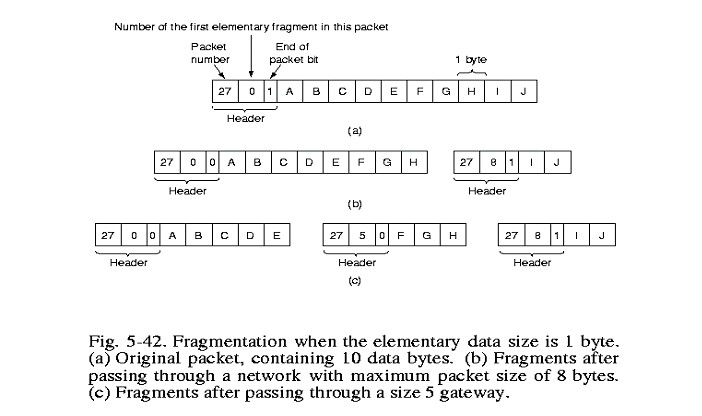 Number of the first elementary fragment in this packet
Packet number
End of packet bit
1 byte
27 0 1 A B C D E F G H I J
Header
(a)
27 0 0 A B C D E F G H 27 8 1 I J
Header Header
(b)
27 0 0 A B C D E 27 5 0 F G H 27 8 1 I J
Header Header Header
(c)
Fig. 5-42. Fragmentation when the elementary data size is 1 byte.
(a) Original packet, containing 10 data bytes. (b) Fragments after
passing through a network with maximum packet size of 8 bytes.
(c) Fragments after passing through a size 5 gateway.